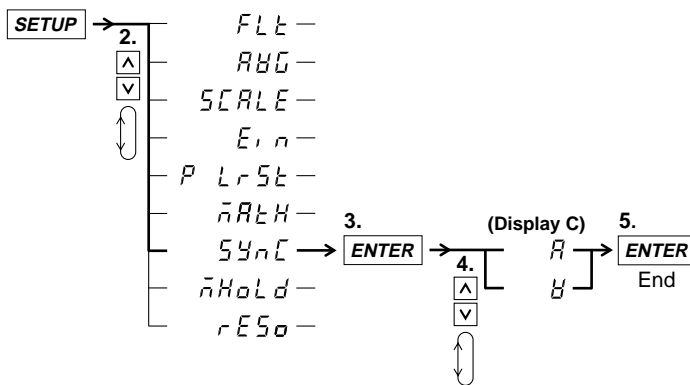 SETUP
2.
FLt
AVG
SCALE
Ein
P LrSt
MAtH
SYnC
MHoLd
rESo
3.
ENTER
4.
(Display C)
A
V
5.
ENTER
End